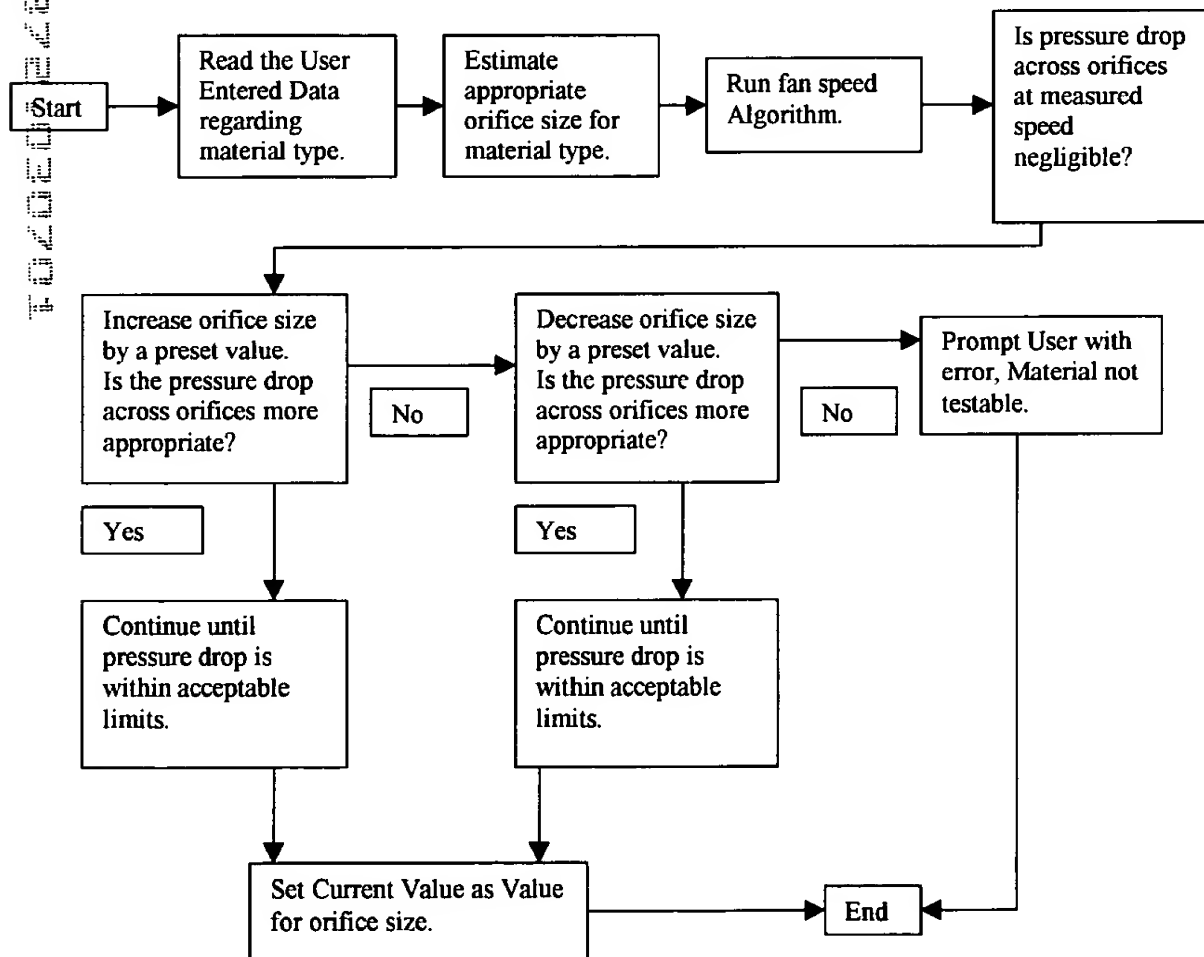 Start
Read the User
Entered Data
regarding
material type.
Estimate
appropriate
orifice size for
material type.
Run fan speed
Algorithm.
Is pressure drop
across orifices
at measured
speed
negligible?
Increase orifice size
by a preset value.
Is the pressure drop
across orifices more
appropriate?
No
Decrease orifice size
by a preset value.
Is the pressure drop
across orifices more
appropriate?
No
Prompt User with
error, Material not
testable.
Yes
Yes
Continue until
pressure drop is
within acceptable
limits.
Continue until
pressure drop is
within acceptable
limits.
Set Current Value as Value
for orifice size.
End